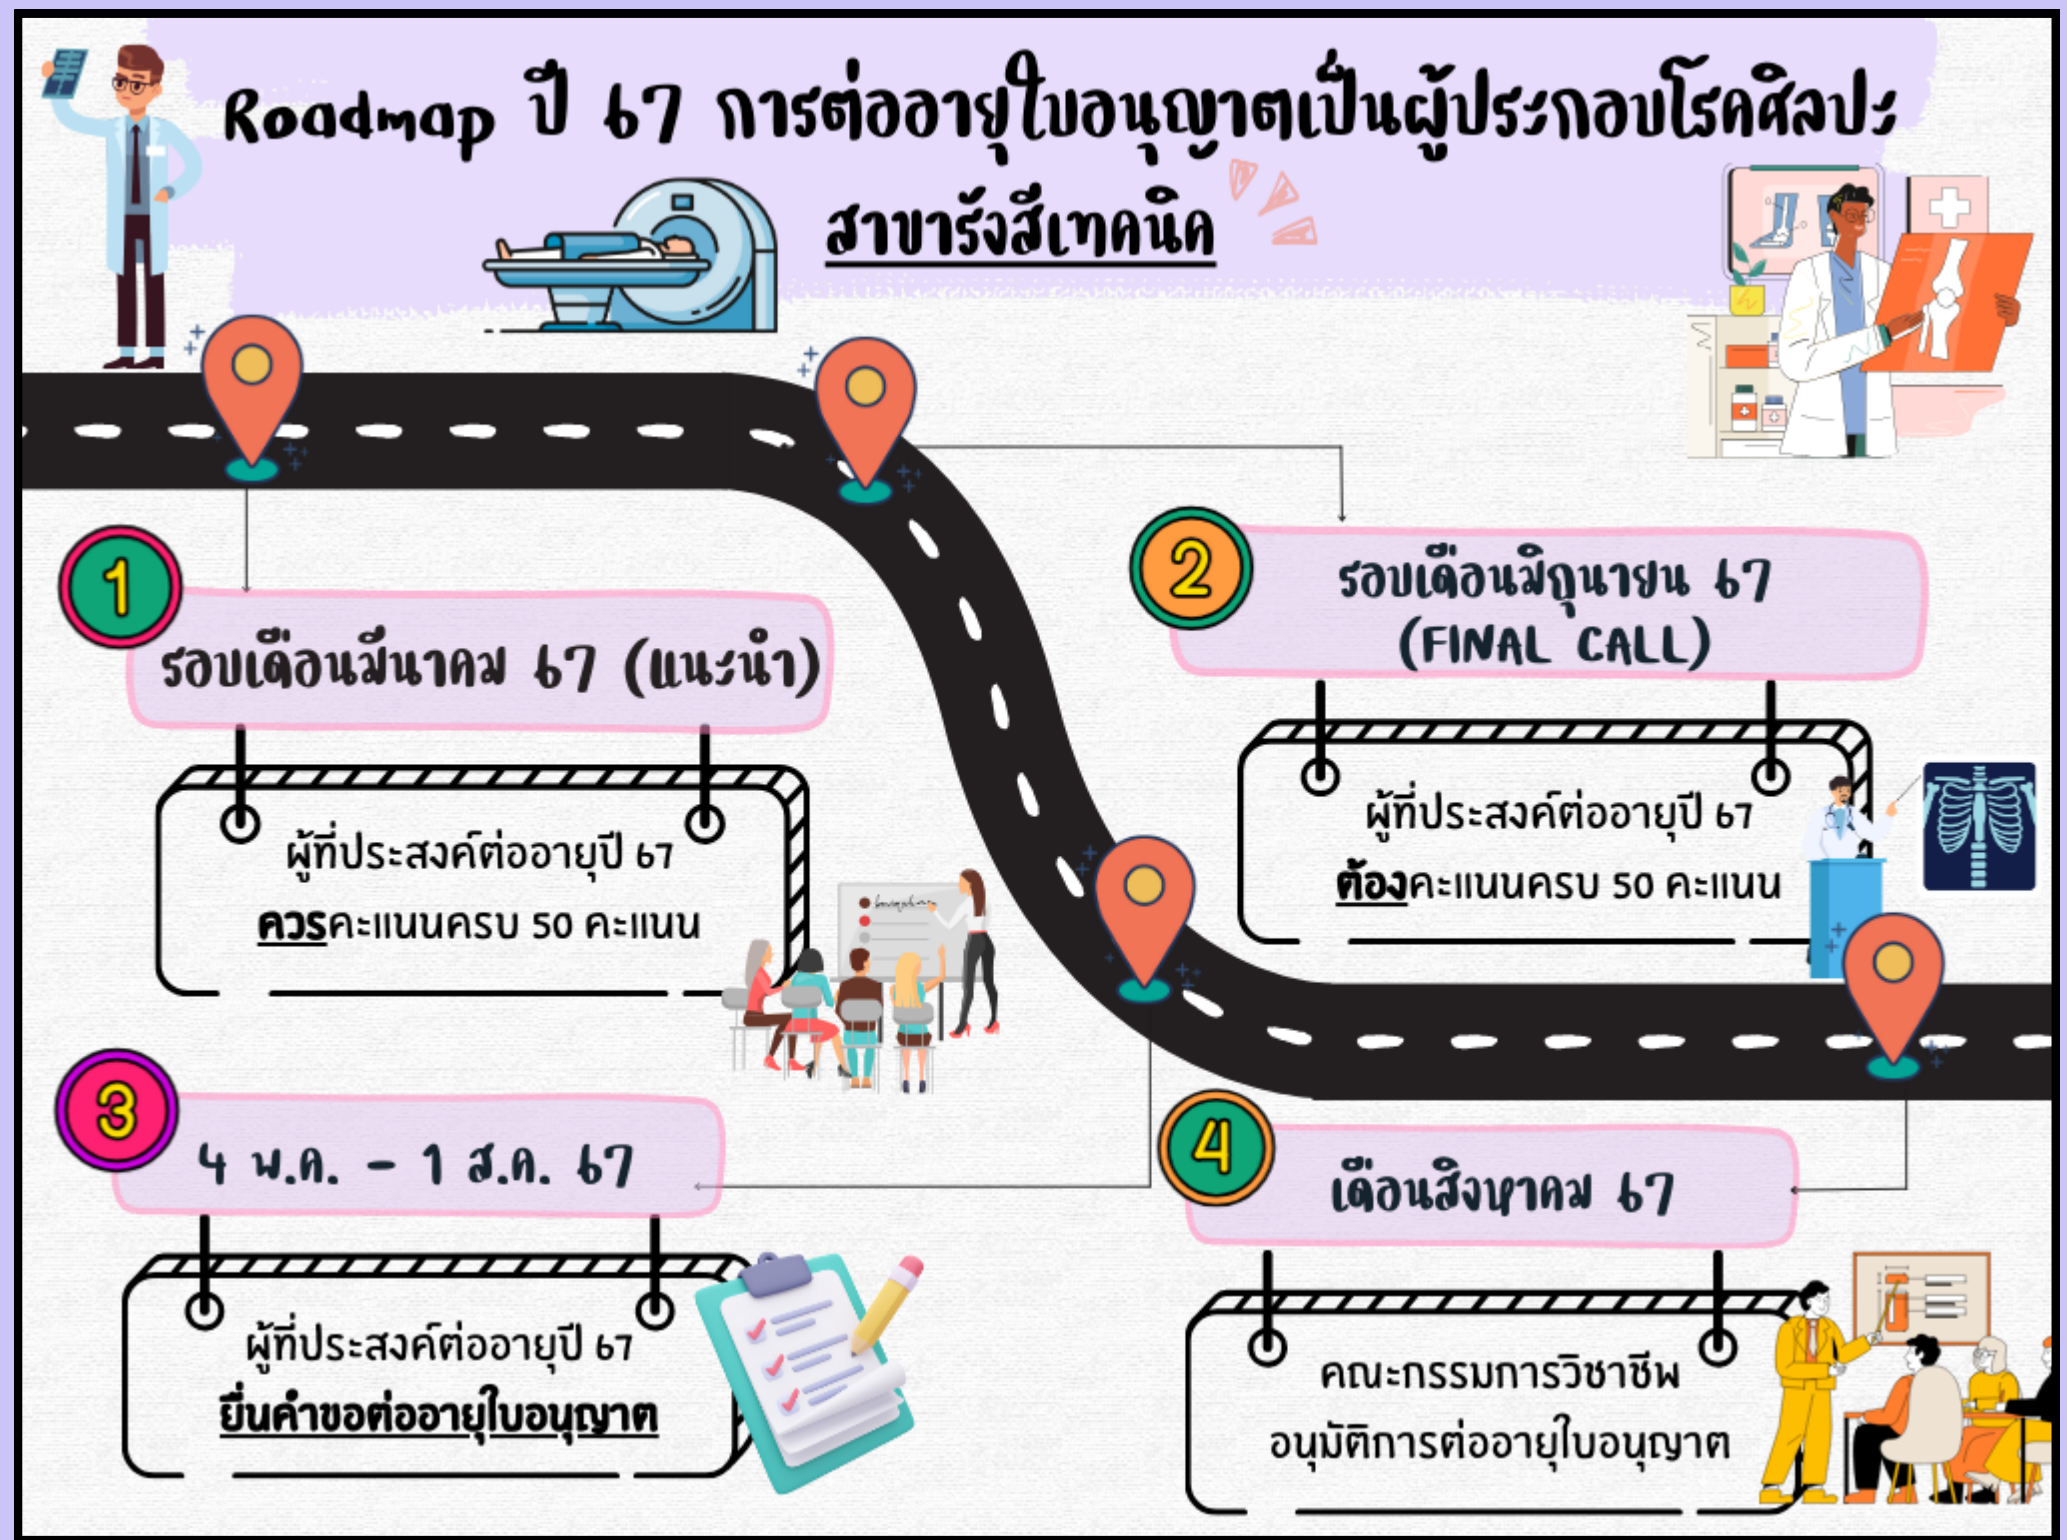 Roadmap ปี 67 การต่ออายุใบอนุญาตเป็นผู้ประกอบโรคศิลปะ
สาขารังสีเทคนิค
1
รอบเดือนมีนาคม 67 (แนะนำ)
ผู้ที่ประสงค์ต่ออายุปี 67
ควรคะแนนครบ 50 คะแนน
2
รอบเดือนมิถุนายน 67
(FINAL CALL)
ผู้ที่ประสงค์ต่ออายุปี 67
ต้องคะแนนครบ 50 คะแนน
3
4 พ.ค. - 1 ส.ค. 67
ผู้ที่ประสงค์ต่ออายุปี 67
ยื่นคำขอต่ออายุใบอนุญาต
4
เดือนสิงหาคม 67
คณะกรรมการวิชาชีพ
อนุมัติการต่ออายุใบอนุญาต